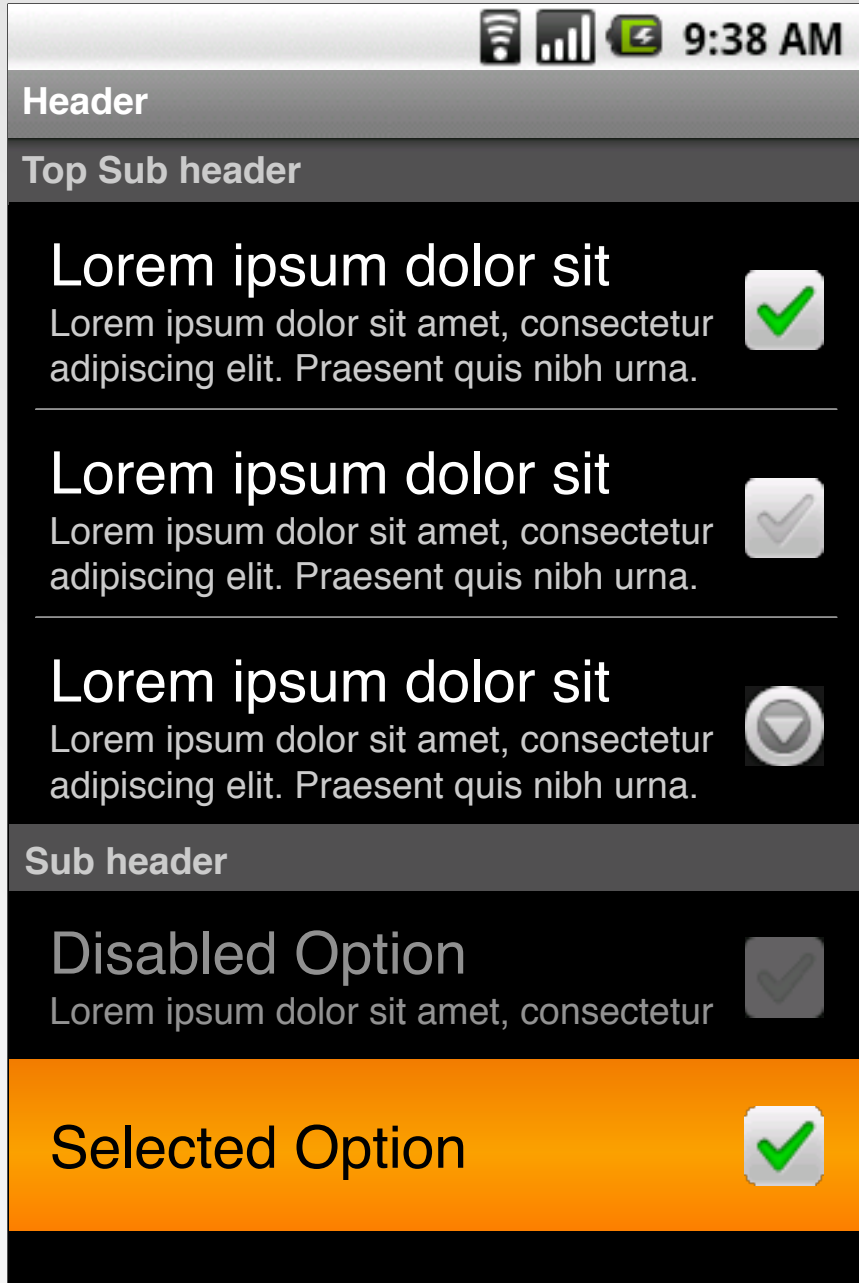 9:38 AM
Header
Top Sub header
Lorem ipsum dolor sit
Lorem ipsum dolor sit amet, consectetur
adipiscing elit. Praesent quis nibh urna.
Lorem ipsum dolor sit
Lorem ipsum dolor sit amet, consectetur
adipiscing elit. Praesent quis nibh urna.
Lorem ipsum dolor sit
Lorem ipsum dolor sit amet, consectetur
adipiscing elit. Praesent quis nibh urna.
Sub header
Disabled Option
Lorem ipsum dolor sit amet, consectetur
Selected Option